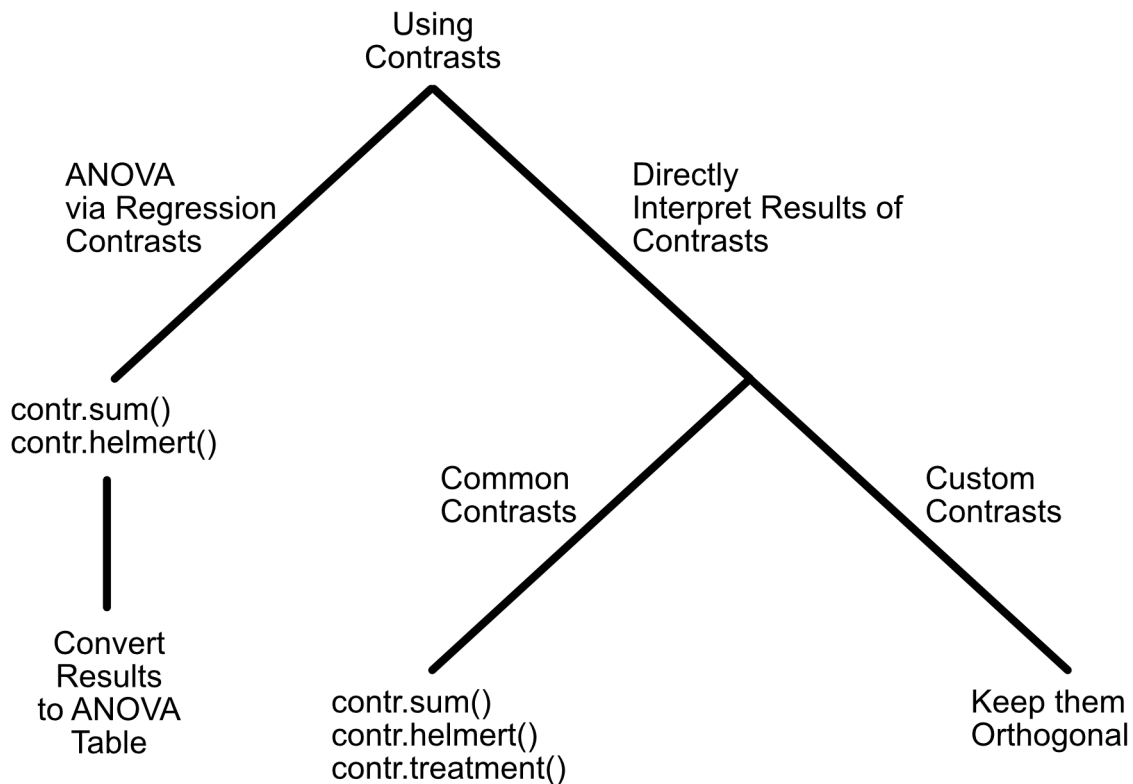 Using
Contrasts
ANOVA
via Regression
Contrasts
Directly
Interpret Results of
Contrasts
contr.sum()
contr.helmert()
Common
Contrasts
Custom
Contrasts
Convert
Results
to ANOVA
Table
contr.sum()
contr.helmert()
contr.treatment()
Keep them
Orthogonal